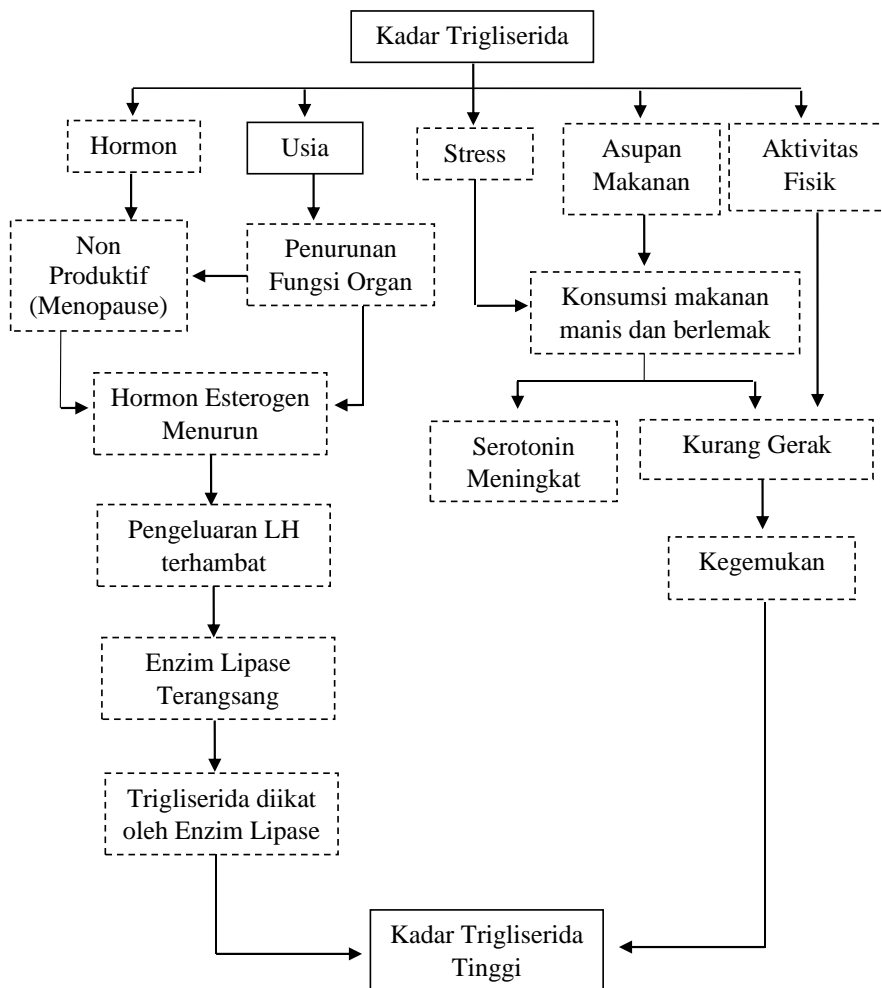 Kadar Trigliserida
Hormon
Usia
Stress
Asupan
Makanan
Aktivitas
Fisik
Non
Produktif
(Menopause)
Penurunan
Fungsi Organ
Konsumsi makanan
manis dan berlemak
Hormon Esterogen
Menurun
Serotonin
Meningkat
Kurang Gerak
Pengeluaran LH
terhambat
Kegemukan
Enzim Lipase
Terangsang
Trigliserida diikat
oleh Enzim Lipase
Kadar Trigliserida
Tinggi